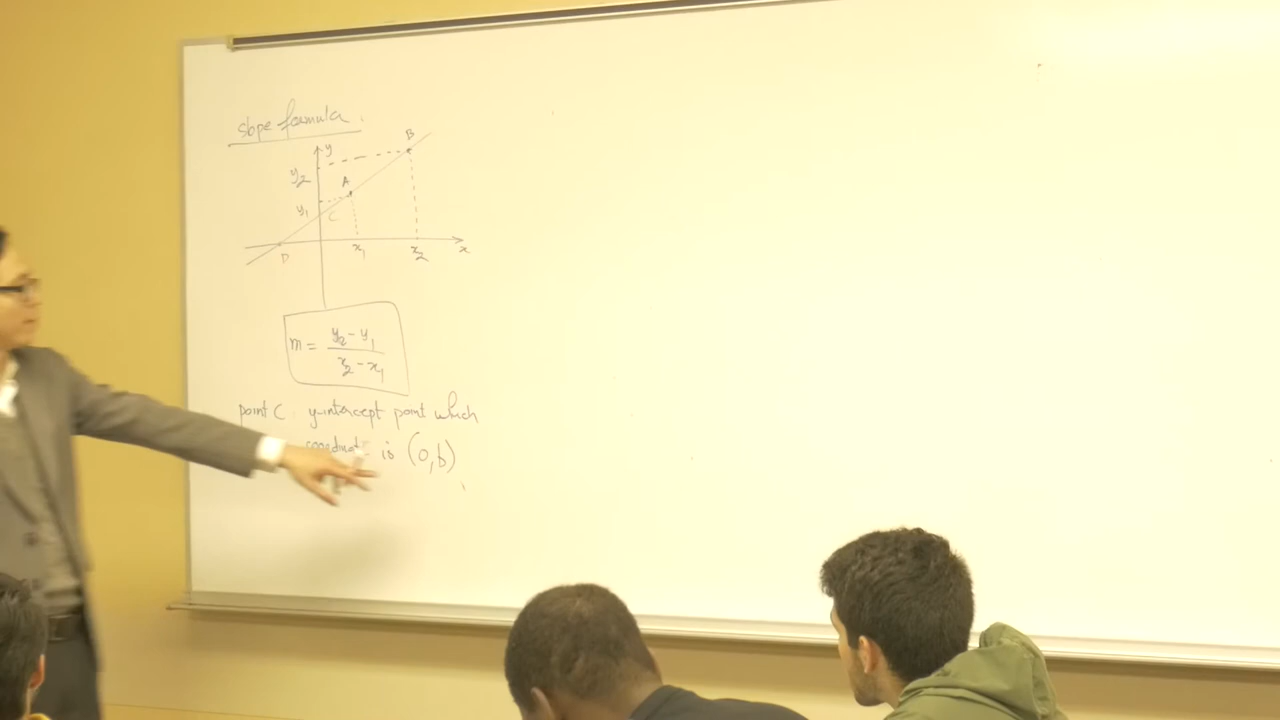 slope formula.
y
B
y2
A
y1
C
D
x1
x2
x
m = y2 - y1 / x2 - x1
point C. y-intercept point which
is (0,b)